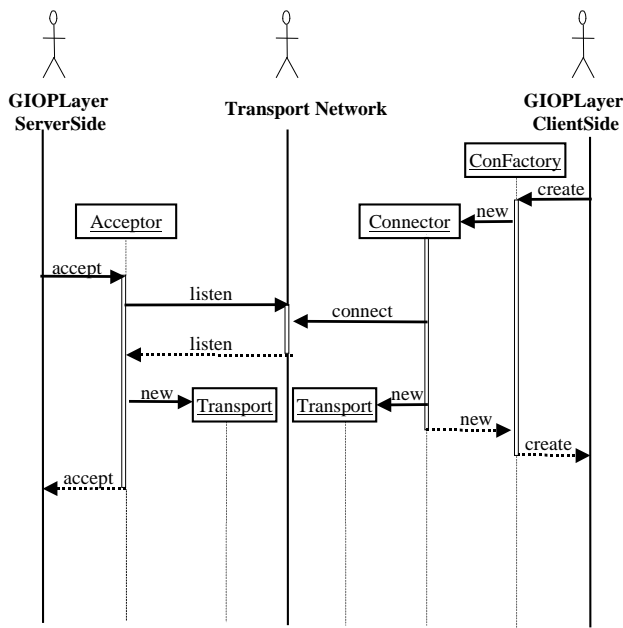 GIOPLayer
ServerSide
Transport Network
GIOPLayer
ClientSide
ConFactory
create
new
Acceptor
Connector
accept
listen
connect
listen
new
Transport
Transport
new
new
create
accept